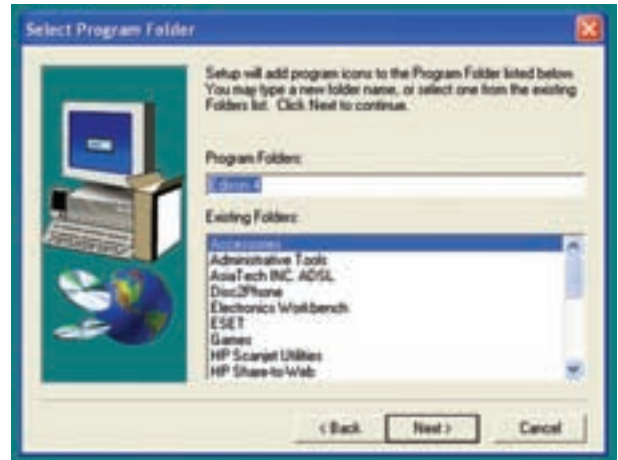 Select Program Folder
Setup will add program icons to the Program Folder listed below.
You may type a new folder name, or select one from the existing
Folders list. Click Next to continue.
Program Folders:
Edison 4
Existing Folders:
Accessories
Administrative Tools
AsiaTech INC. ADSL
Disc2Phone
Electronics Workbench
ESET
Games
HP Scanjet Utilities
HP Share-to-Web
< Back
Next >
Cancel